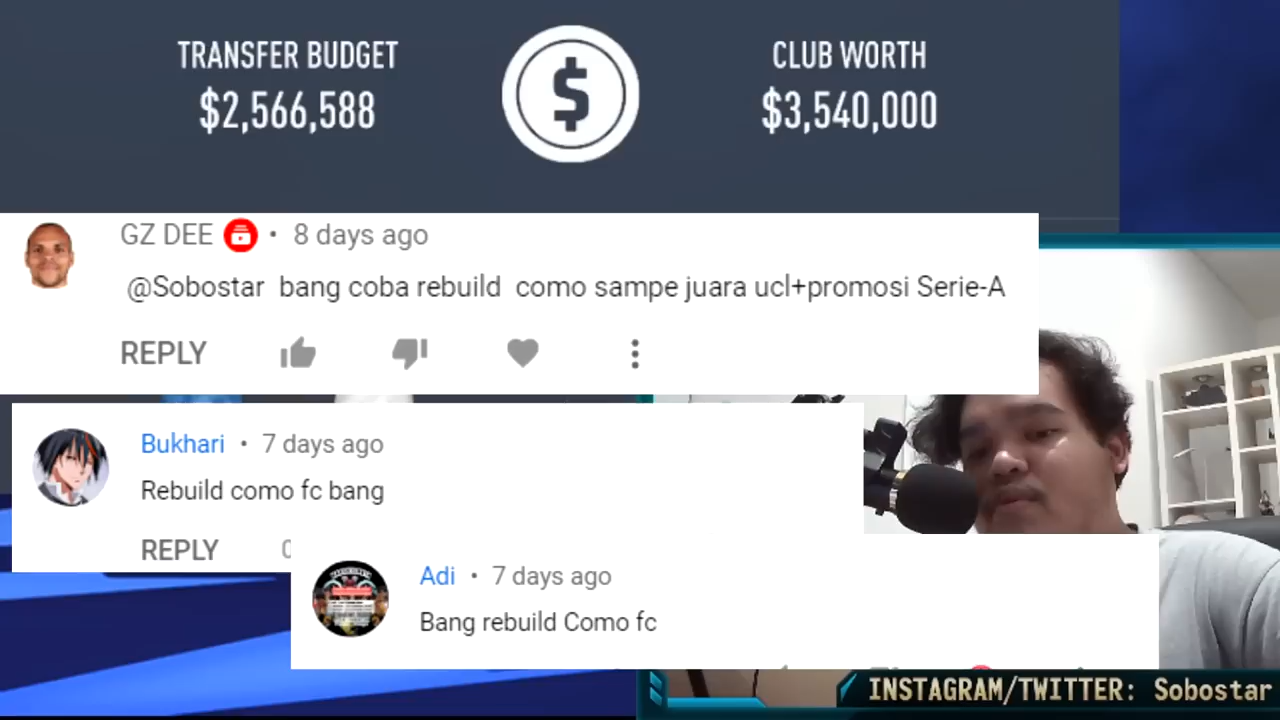 TRANSFER BUDGET
$2,566,588
$
CLUB WORTH
$3,540,000
GZ DEE • 8 days ago
@Sobostar bang coba rebuild como sampe juara ucl+promosi Serie-A
REPLY
Bukhari • 7 days ago
Rebuild como fc bang
REPLY
Adi • 7 days ago
Bang rebuild Como fc
INSTAGRAM/TWITTER: Sobostar